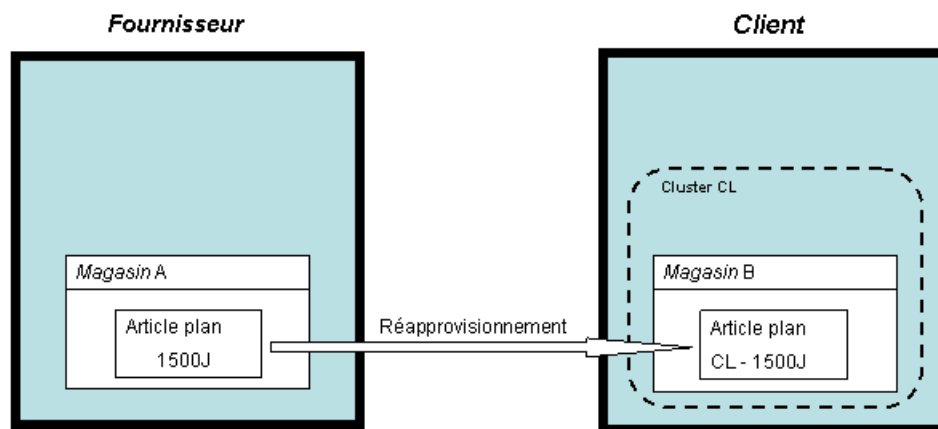 Fournisseur
Client
Cluster CL
Magasin A
Magasin B
Article plan
1500J
Réapprovisionnement
Article plan
CL - 1500J